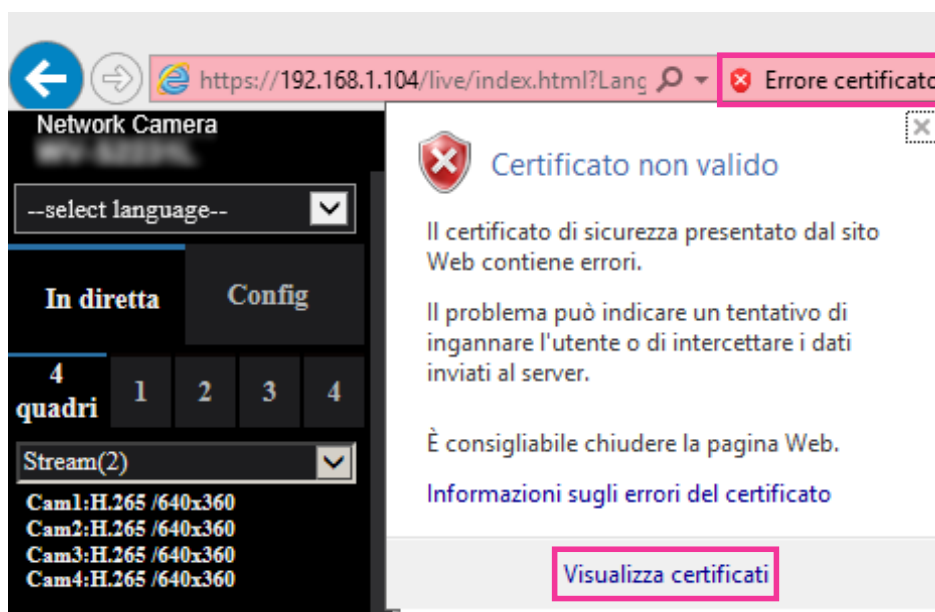 https://192.168.1.104/live/index.html?Lang
Errore certificato
Network Camera
--select language--
In diretta
Config
4 quadri
1
2
3
4
Stream(2)
Cam1:H.265 /640x360
Cam2:H.265 /640x360
Cam3:H.265 /640x360
Cam4:H.265 /640x360
Certificato non valido
Il certificato di sicurezza presentato dal sito
Web contiene errori.
Il problema può indicare un tentativo di
ingannare l'utente o di intercettare i dati
inviati al server.
È consigliabile chiudere la pagina Web.
Informazioni sugli errori del certificato
Visualizza certificati